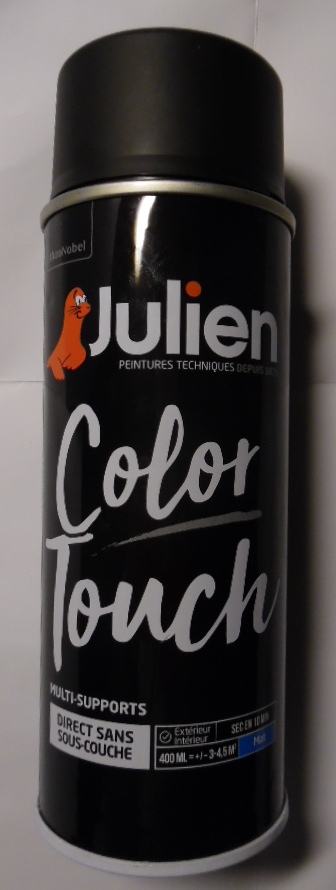 AkzoNobel
Julien
PEINTURES TECHNIQUES DEPUIS
Color
Touch
MULTI-SUPPORTS
DIRECT SANS
SOUS-COUCHE
Extérieur
Intérieur
SEC EN 10 MIN
Mat
400 ML = +/- 3-4,5 M²